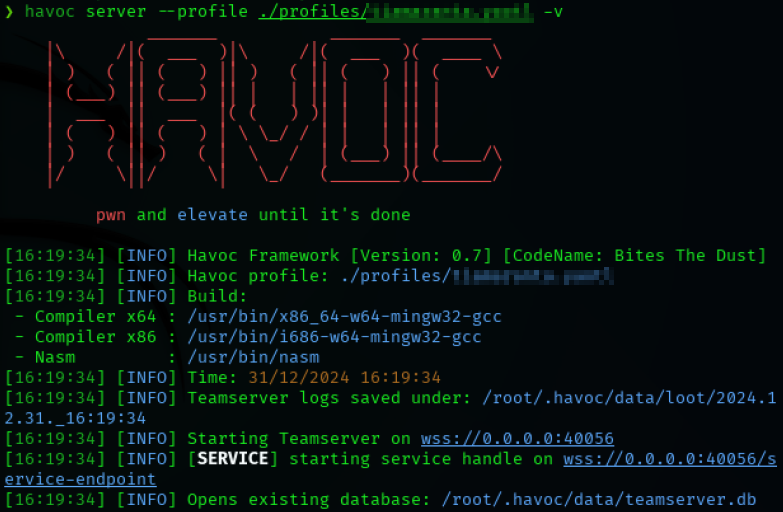 ❯ havoc server --profile ./profiles/ -v
HAVOC
pwn and elevate until it's done
[16:19:34] [INFO] Havoc Framework [Version: 0.7] [CodeName: Bites The Dust]
[16:19:34] [INFO] Havoc profile: ./profiles/
[16:19:34] [INFO] Build:
- Compiler x64 : /usr/bin/x86_64-w64-mingw32-gcc
- Compiler x86 : /usr/bin/i686-w64-mingw32-gcc
- Nasm : /usr/bin/nasm
[16:19:34] [INFO] Time: 31/12/2024 16:19:34
[16:19:34] [INFO] Teamserver logs saved under: /root/.havoc/data/loot/2024.1
2.31._16:19:34
[16:19:34] [INFO] Starting Teamserver on wss://0.0.0.0:40056
[16:19:34] [INFO] [SERVICE] starting service handle on wss://0.0.0.0:40056/s
ervice-endpoint
[16:19:34] [INFO] Opens existing database: /root/.havoc/data/teamserver.db